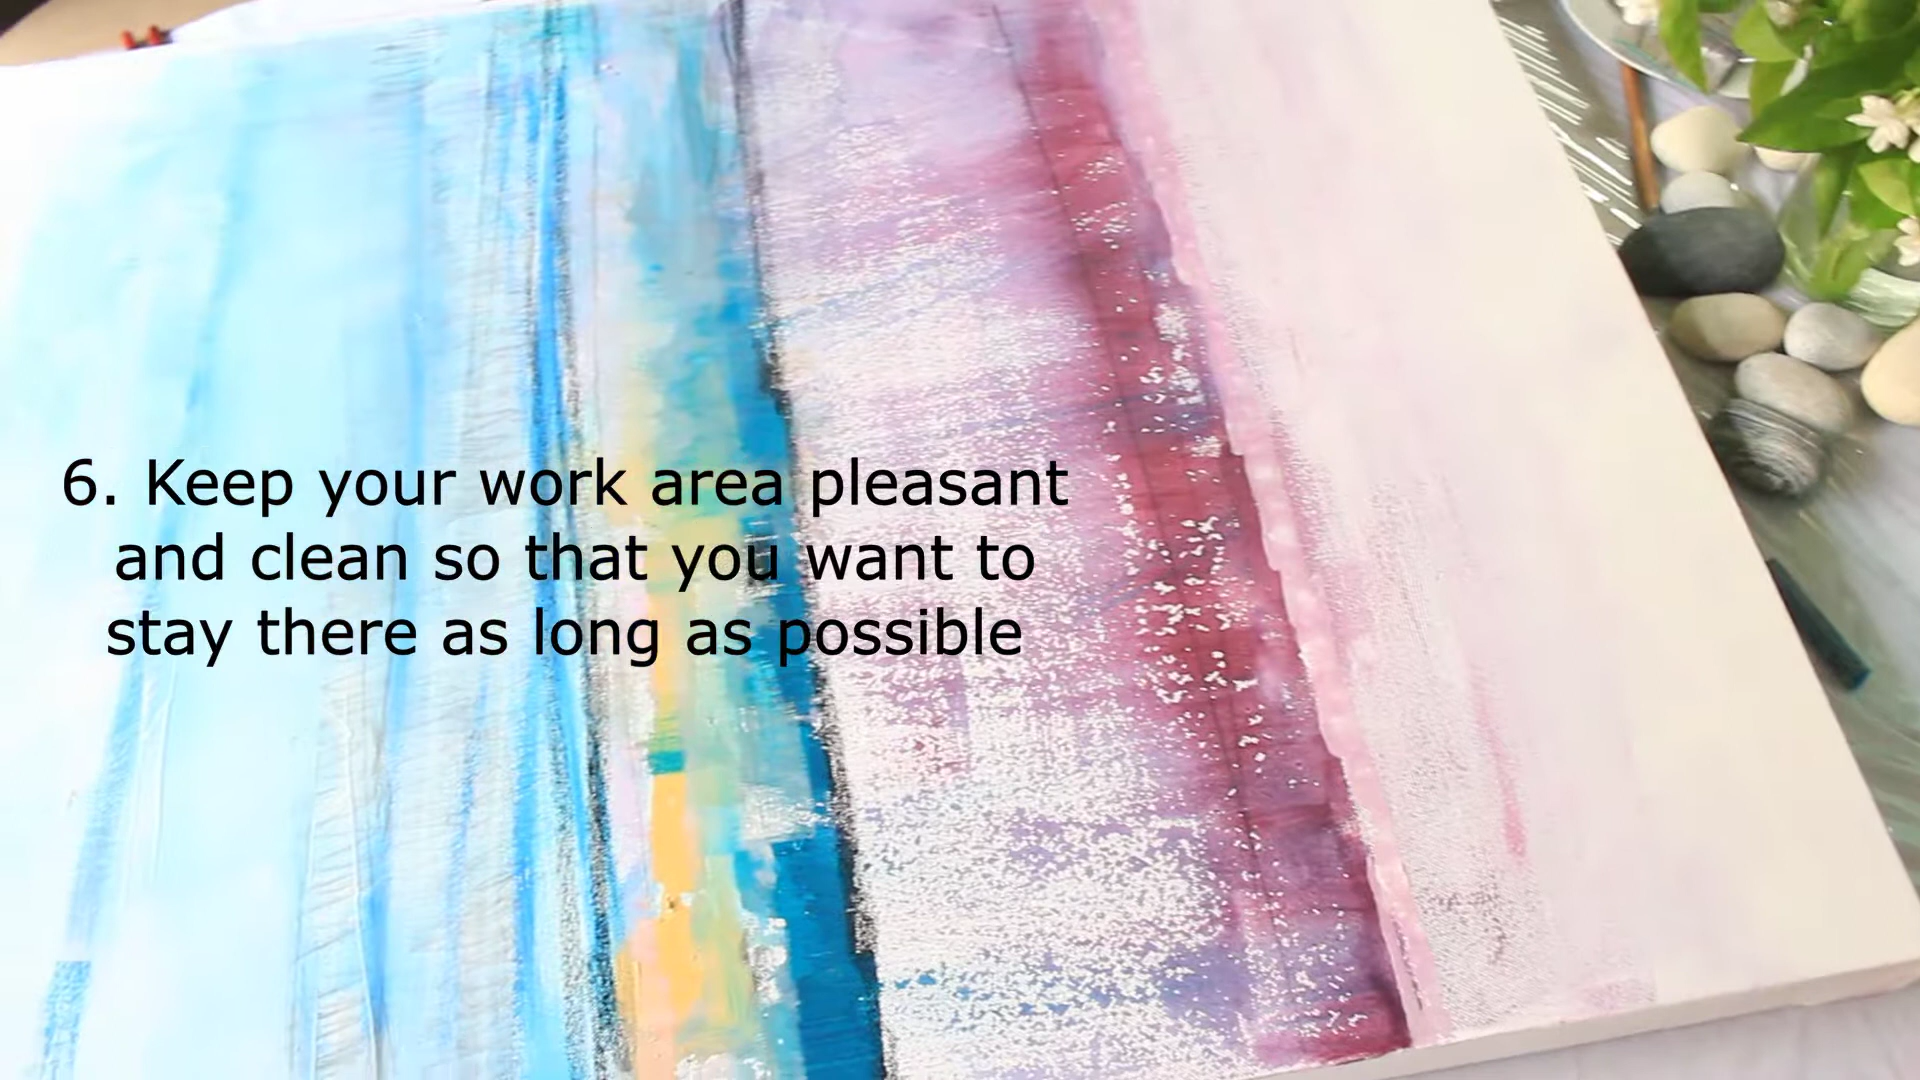 6. Keep your work area pleasant
and clean so that you want to
stay there as long as possible